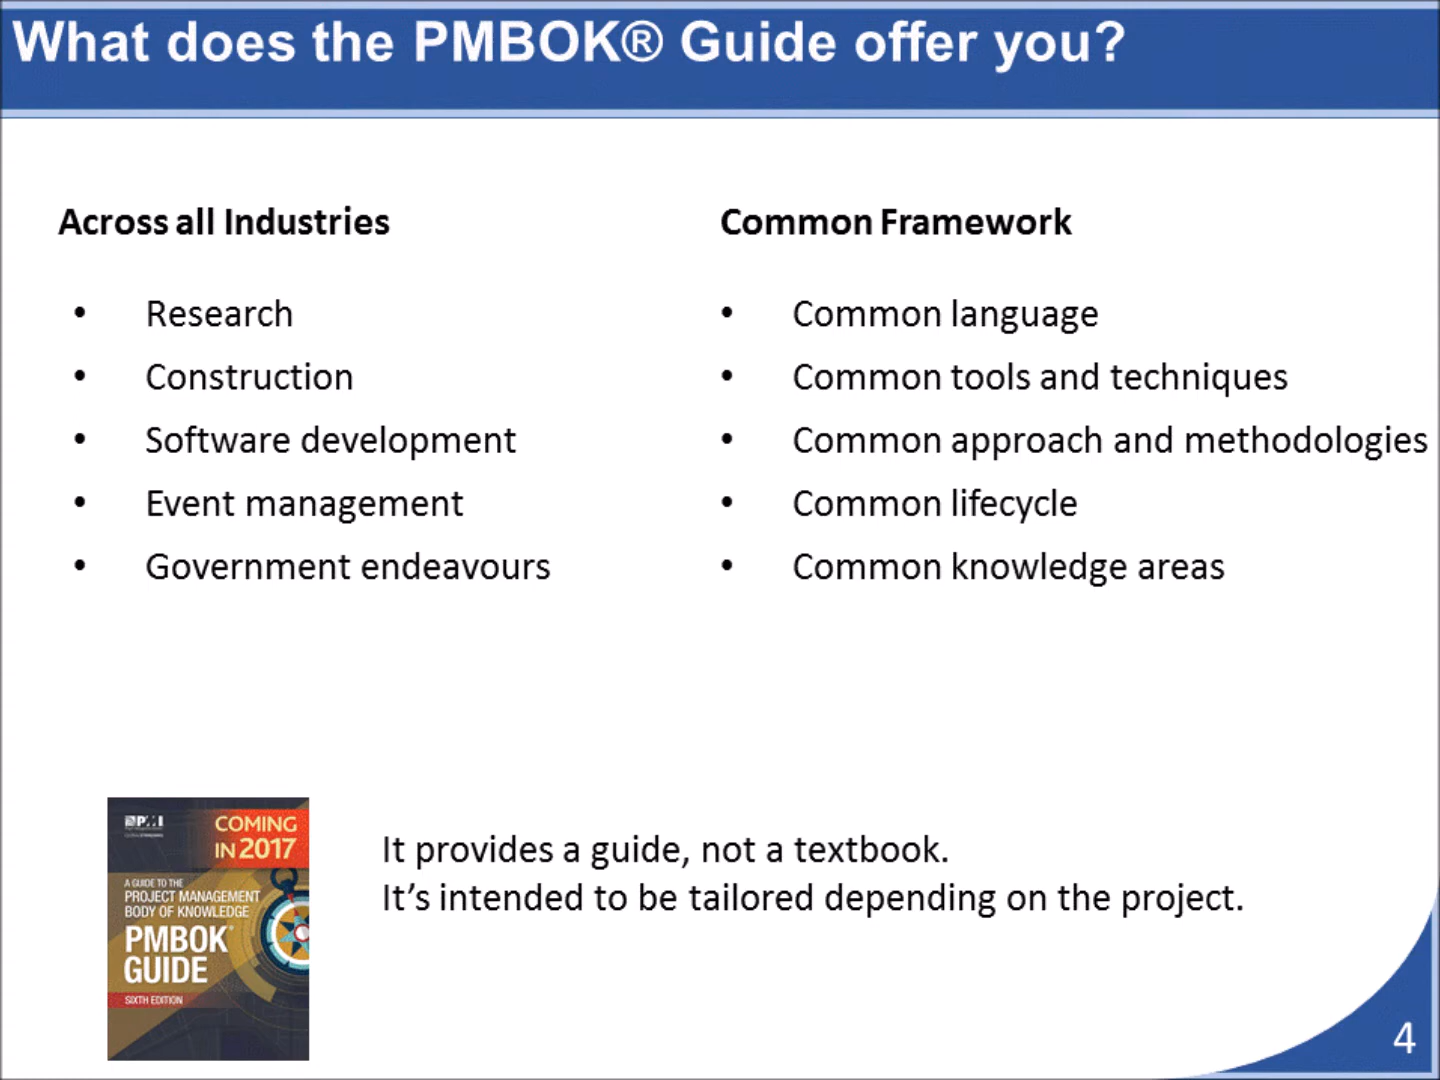 What does the PMBOK® Guide offer you?
Across all Industries
• Research
• Construction
• Software development
• Event management
• Government endeavours
Common Framework
• Common language
• Common tools and techniques
• Common approach and methodologies
• Common lifecycle
• Common knowledge areas
PMI
COMING
IN 2017
A GUIDE TO THE
PROJECT MANAGEMENT
BODY OF KNOWLEDGE
PMBOK®
GUIDE
SIXTH EDITION
It provides a guide, not a textbook.
It’s intended to be tailored depending on the project.
4